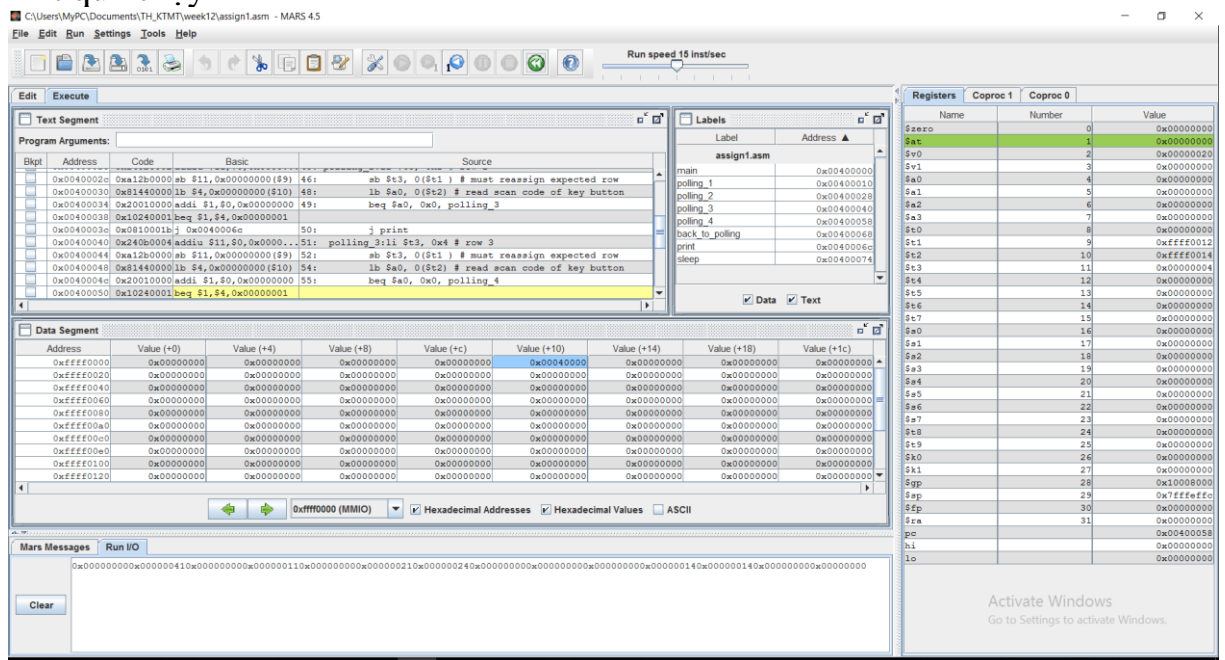 C:\Users\MyPC\Documents\TH_KTMT\week12\assign1.asm - MARS 4.5
File Edit Run Settings Tools Help
Run speed 15 inst/sec
Edit Execute
Text Segment
Program Arguments:
Bkpt Address Code Basic Source
0x0040002c 0xa12b0000 sb $11,0x00000000($9) 46: sb $t3, 0($t1 ) # must reassign expected row
0x00400030 0x81440000 lb $4,0x00000000($10) 48: lb $a0, 0($t2) # read scan code of key button
0x00400034 0x20010000 addi $1,$0,0x00000000 49: beq $a0, 0x0, polling_3
0x00400038 0x10240001 beq $1,$4,0x00000001
0x0040003c 0x0810001b j 0x0040006c 50: j print
0x00400040 0x240b0004 addiu $11,$0,0x0000... 51: polling_3:li $t3, 0x4 # row 3
0x00400044 0xa12b0000 sb $11,0x00000000($9) 52: sb $t3, 0($t1 ) # must reassign expected row
0x00400048 0x81440000 lb $4,0x00000000($10) 54: lb $a0, 0($t2) # read scan code of key button
0x0040004c 0x20010000 addi $1,$0,0x00000000 55: beq $a0, 0x0, polling_4
0x00400050 0x10240001 beq $1,$4,0x00000001
Labels
Label Address ▲
assign1.asm
main 0x00400000
polling_1 0x00400010
polling_2 0x00400028
polling_3 0x00400040
polling_4 0x00400058
back_to_polling 0x00400068
print 0x0040006c
sleep 0x00400074
Data Text
Data Segment
Address Value (+0) Value (+4) Value (+8) Value (+c) Value (+10) Value (+14) Value (+18) Value (+1c)
0xffff0000 0x00000000 0x00000000 0x00000000 0x00000000 0x00040000 0x00000000 0x00000000 0x00000000
0xffff0020 0x00000000 0x00000000 0x00000000 0x00000000 0x00000000 0x00000000 0x00000000 0x00000000
0xffff0040 0x00000000 0x00000000 0x00000000 0x00000000 0x00000000 0x00000000 0x00000000 0x00000000
0xffff0060 0x00000000 0x00000000 0x00000000 0x00000000 0x00000000 0x00000000 0x00000000 0x00000000
0xffff0080 0x00000000 0x00000000 0x00000000 0x00000000 0x00000000 0x00000000 0x00000000 0x00000000
0xffff00a0 0x00000000 0x00000000 0x00000000 0x00000000 0x00000000 0x00000000 0x00000000 0x00000000
0xffff00c0 0x00000000 0x00000000 0x00000000 0x00000000 0x00000000 0x00000000 0x00000000 0x00000000
0xffff00e0 0x00000000 0x00000000 0x00000000 0x00000000 0x00000000 0x00000000 0x00000000 0x00000000
0xffff0100 0x00000000 0x00000000 0x00000000 0x00000000 0x00000000 0x00000000 0x00000000 0x00000000
0xffff0120 0x00000000 0x00000000 0x00000000 0x00000000 0x00000000 0x00000000 0x00000000 0x00000000
0xffff0000 (MMIO) Hexadecimal Addresses Hexadecimal Values ASCII
Mars Messages Run I/O
0x000000000x000000410x000000000x000000110x000000000x000000210x000000240x000000000x000000000x000000000x000000140x000000140x000000000x00000000
Clear
Registers Coproc 1 Coproc 0
Name Number Value
$zero 0 0x00000000
$at 1 0x00000000
$v0 2 0x00000020
$v1 3 0x00000000
$a0 4 0x00000000
$a1 5 0x00000000
$a2 6 0x00000000
$a3 7 0x00000000
$t0 8 0x00000000
$t1 9 0xffff0012
$t2 10 0xffff0014
$t3 11 0x00000004
$t4 12 0x00000000
$t5 13 0x00000000
$t6 14 0x00000000
$t7 15 0x00000000
$s0 16 0x00000000
$s1 17 0x00000000
$s2 18 0x00000000
$s3 19 0x00000000
$s4 20 0x00000000
$s5 21 0x00000000
$s6 22 0x00000000
$s7 23 0x00000000
$t8 24 0x00000000
$t9 25 0x00000000
$k0 26 0x00000000
$k1 27 0x00000000
$gp 28 0x10008000
$sp 29 0x7fffeffc
$fp 30 0x00000000
$ra 31 0x00000000
pc 0x00400058
hi 0x00000000
lo 0x00000000
Activate Windows
Go to Settings to activate Windows.